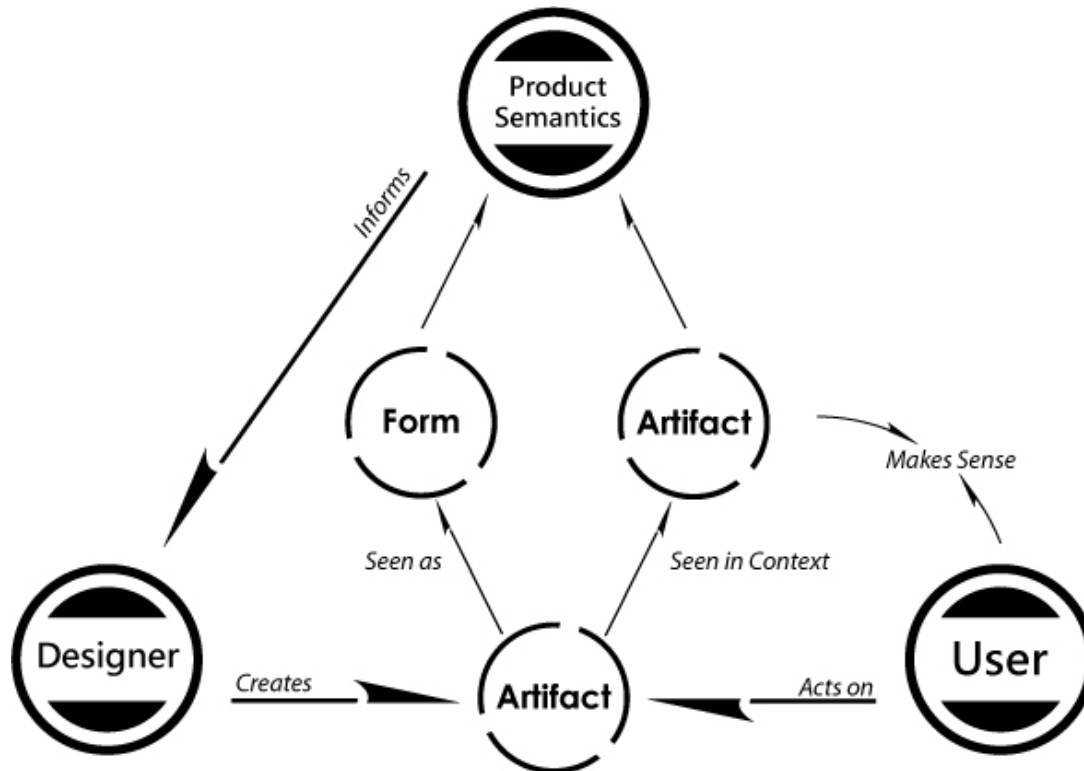 Product
Semantics
Informs
Form
Artifact
Makes Sense
Seen as
Seen in Context
Designer
Creates
Artifact
Acts on
User